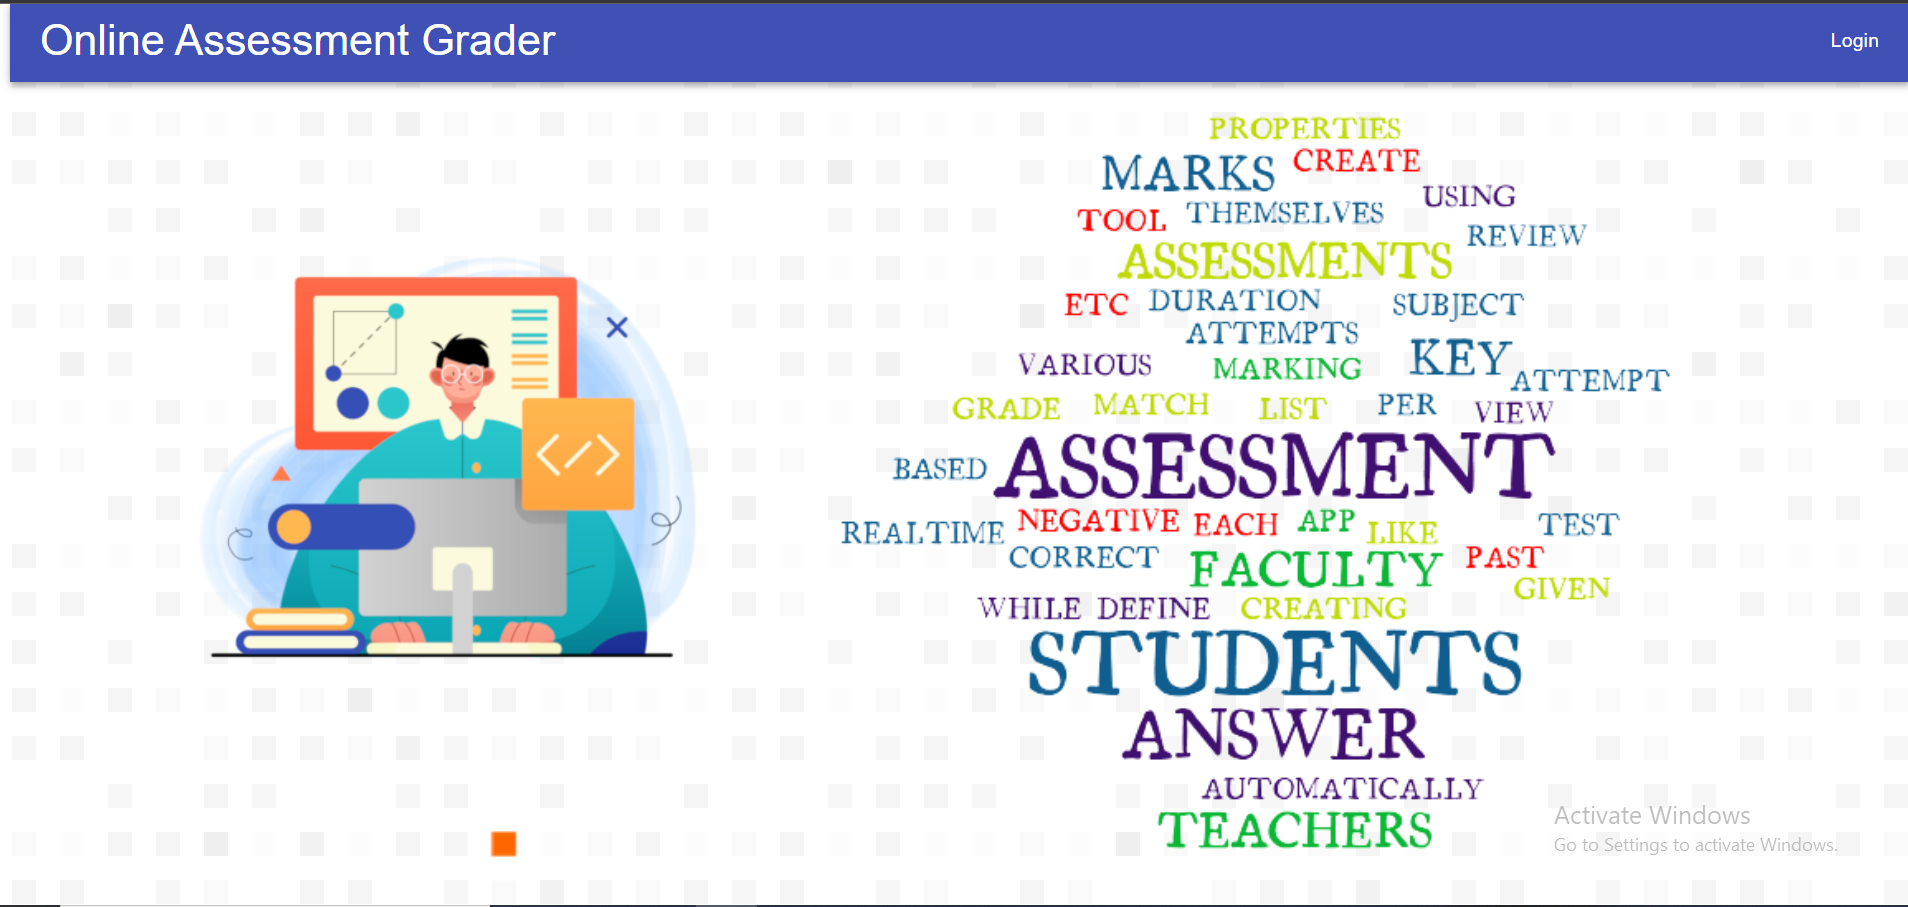 Online Assessment Grader
Login
PROPERTIES
MARKS CREATE
USING
TOOL THEMSELVES
REVIEW
ASSESSMENTS
ETC DURATION SUBJECT
ATTEMPTS
VARIOUS MARKING KEY
ATTEMPT
GRADE MATCH LIST PER VIEW
BASED ASSESSMENT
REALTIME NEGATIVE EACH APP LIKE TEST
CORRECT FACULTY PAST
GIVEN
WHILE DEFINE CREATING
STUDENTS
ANSWER
AUTOMATICALLY
TEACHERS
</>
Activate Windows
Go to Settings to activate Windows.